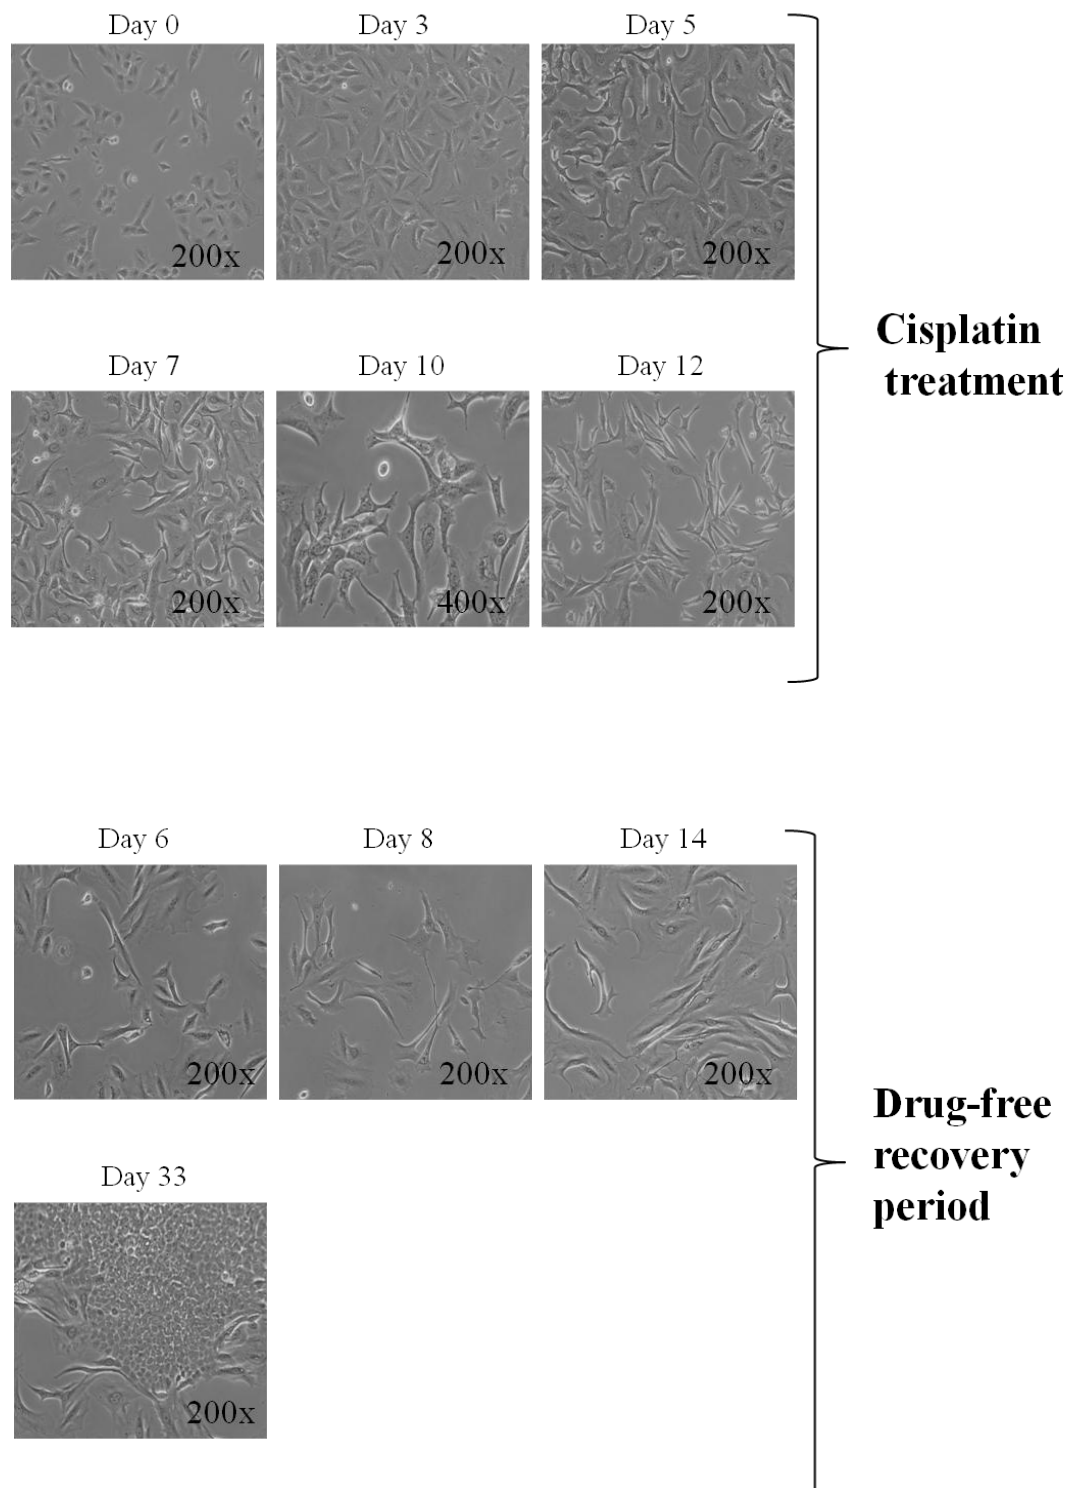 Day 0
Day 3
Day 5
200x
200x
200x
Cisplatin
treatment
Day 7
Day 10
Day 12
200x
400x
200x
Day 6
Day 8
Day 14
200x
200x
200x
Drug-free
recovery
period
Day 33
200x